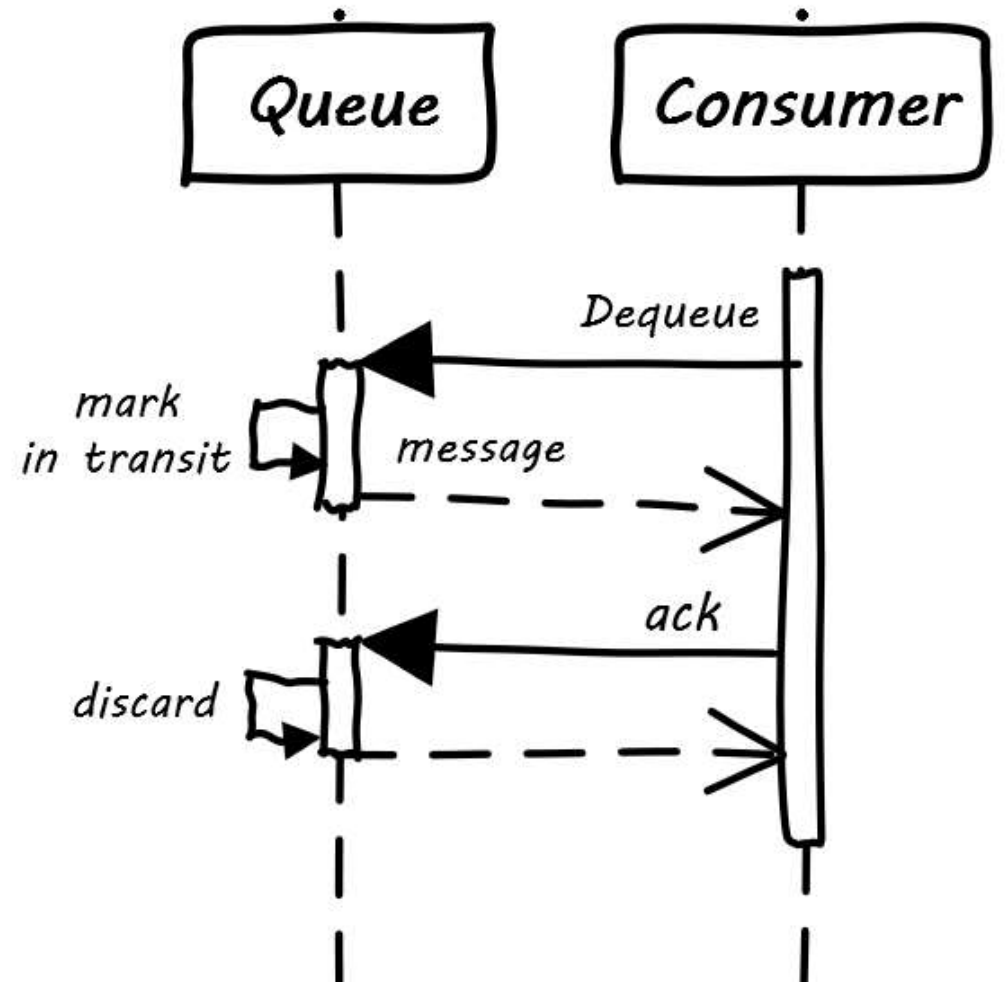 Queue
Consumer
Dequeue
mark
in transit
message
ack
discard